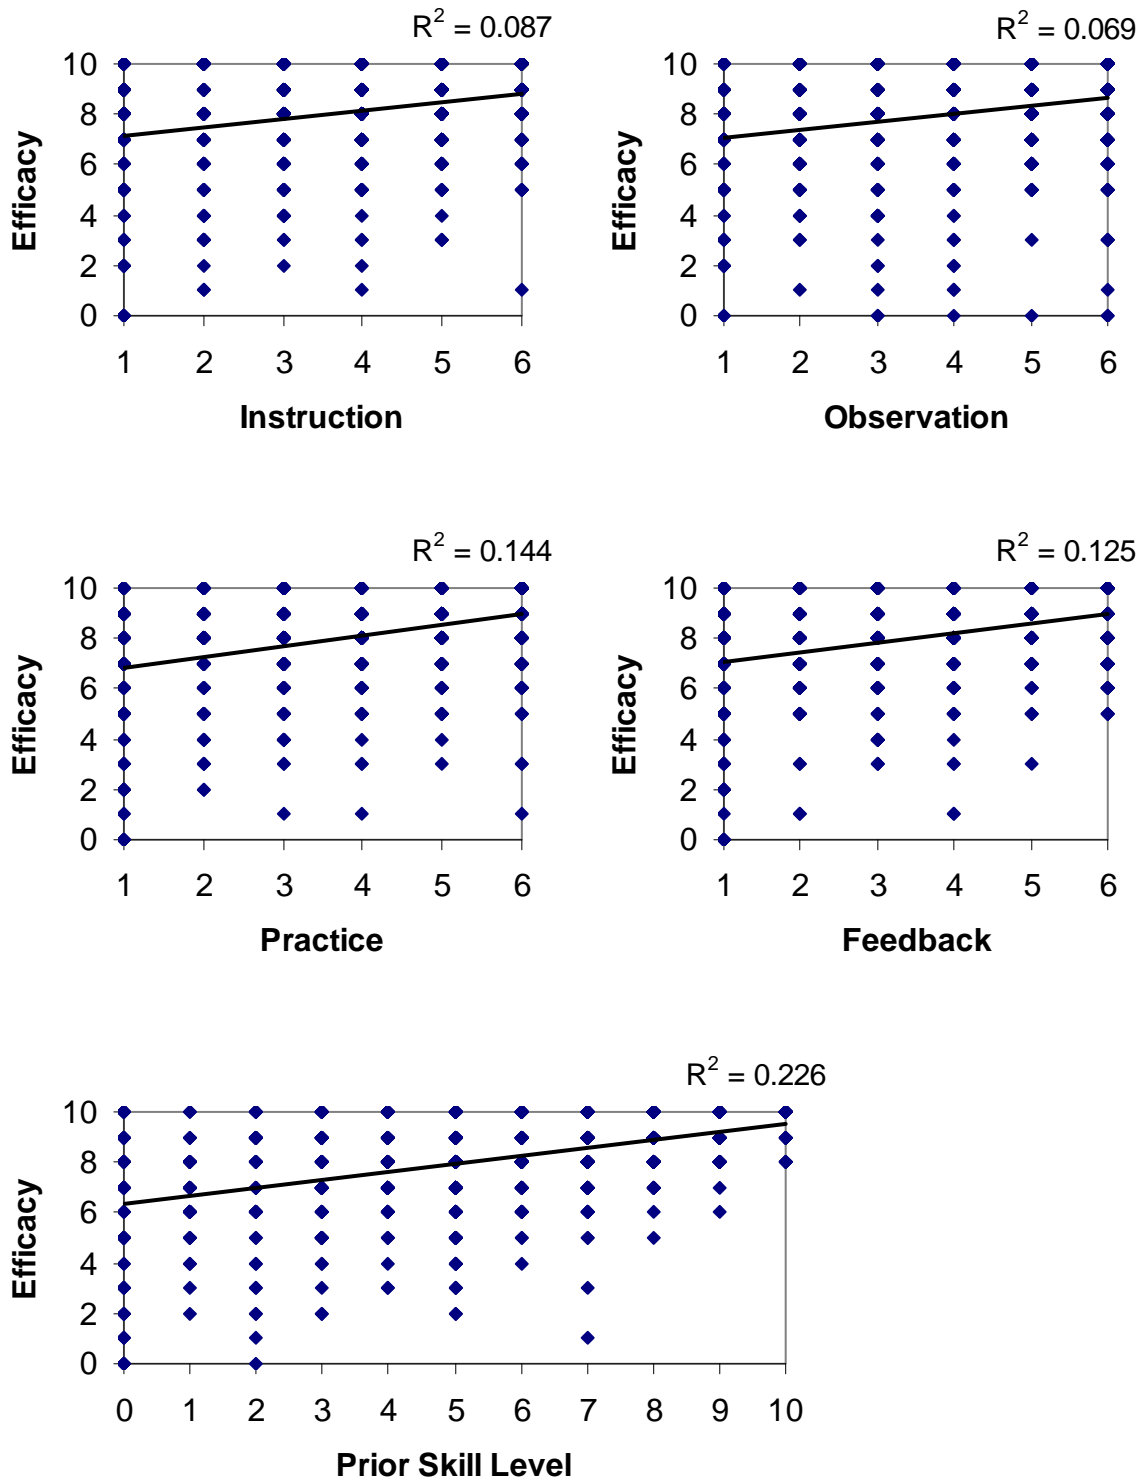 R² = 0.087
10
8
6
4
2
0
Efficacy
1 2 3 4 5 6
Instruction
R² = 0.069
10
8
6
4
2
0
Efficacy
1 2 3 4 5 6
Observation
R² = 0.144
10
8
6
4
2
0
Efficacy
1 2 3 4 5 6
Practice
R² = 0.125
10
8
6
4
2
0
Efficacy
1 2 3 4 5 6
Feedback
R² = 0.226
10
8
6
4
2
0
Efficacy
0 1 2 3 4 5 6 7 8 9 10
Prior Skill Level